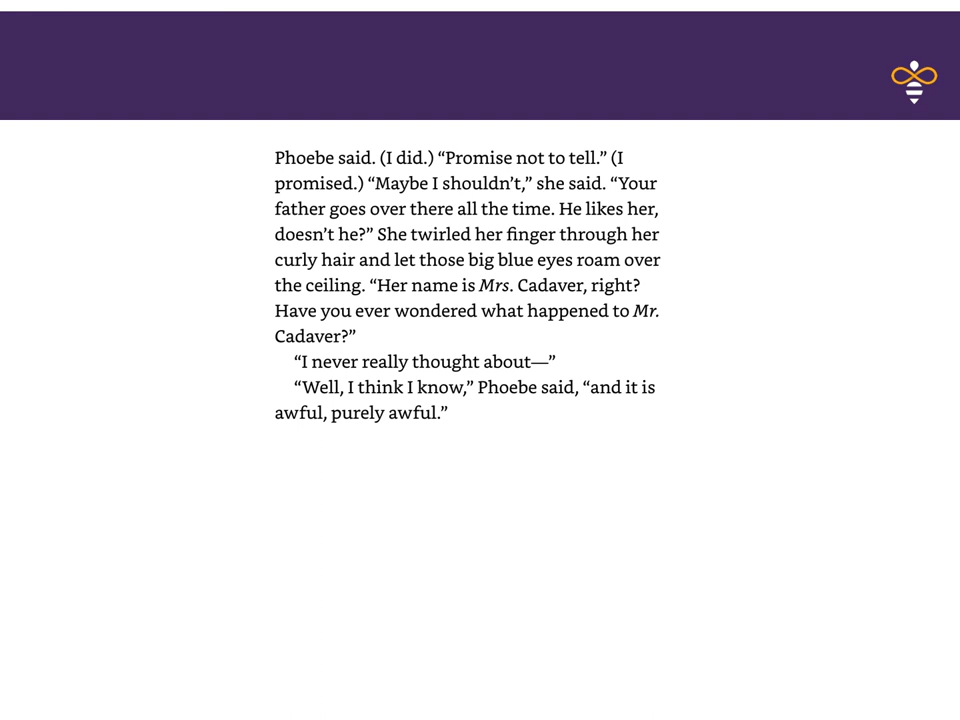 Phoebe said. (I did.) “Promise not to tell.” (I
promised.) “Maybe I shouldn’t,” she said. “Your
father goes over there all the time. He likes her,
doesn’t he?” She twirled her finger through her
curly hair and let those big blue eyes roam over
the ceiling. “Her name is Mrs. Cadaver, right?
Have you ever wondered what happened to Mr.
Cadaver?”
“I never really thought about—”
“Well, I think I know,” Phoebe said, “and it is
awful, purely awful.”